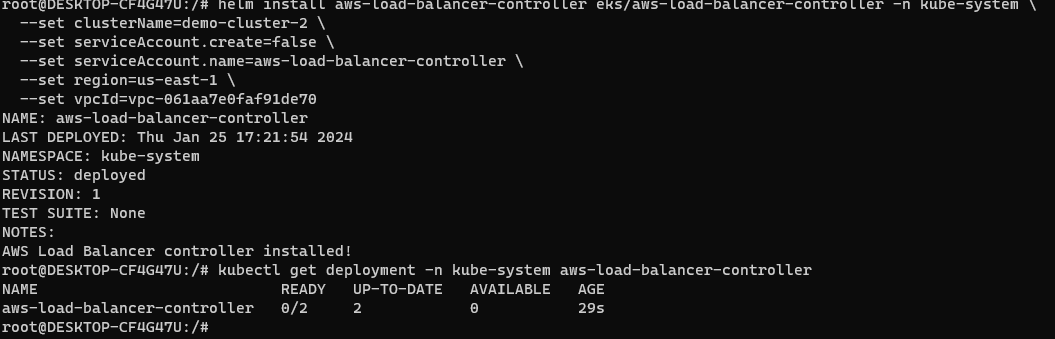 root@DESKTOP-CF4G47U:/# helm install aws-load-balancer-controller eks/aws-load-balancer-controller -n kube-system \
  --set clusterName=demo-cluster-2 \
  --set serviceAccount.create=false \
  --set serviceAccount.name=aws-load-balancer-controller \
  --set region=us-east-1 \
  --set vpcId=vpc-061aa7e0faf91de70
NAME: aws-load-balancer-controller
LAST DEPLOYED: Thu Jan 25 17:21:54 2024
NAMESPACE: kube-system
STATUS: deployed
REVISION: 1
TEST SUITE: None
NOTES:
AWS Load Balancer controller installed!
root@DESKTOP-CF4G47U:/# kubectl get deployment -n kube-system aws-load-balancer-controller
NAME                           READY   UP-TO-DATE   AVAILABLE   AGE
aws-load-balancer-controller   0/2     2            0           29s
root@DESKTOP-CF4G47U:/#